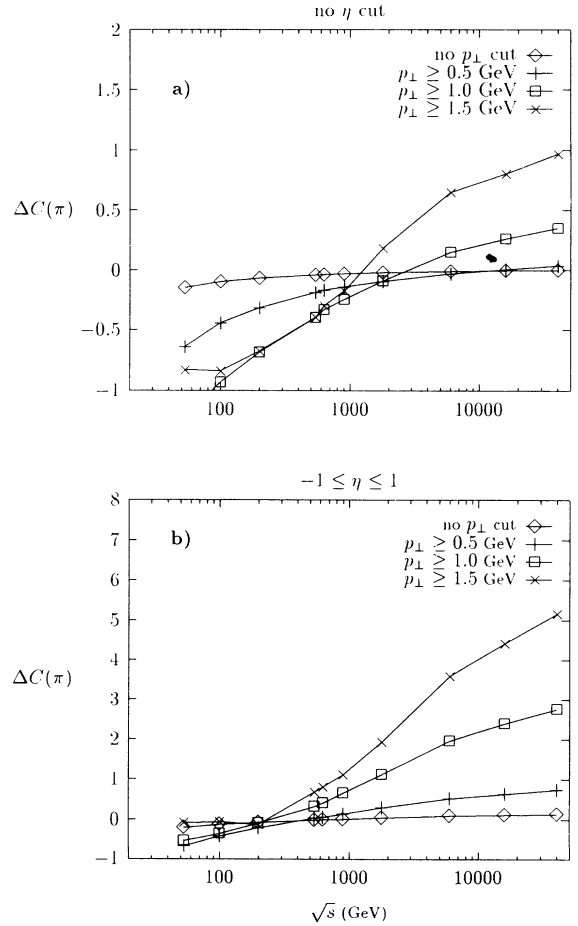 no η cut
2
1.5
1
0.5
0
−0.5
−1
ΔC(π)
a)
no p⊥ cut
p⊥ ≥ 0.5 GeV
p⊥ ≥ 1.0 GeV
p⊥ ≥ 1.5 GeV
100 1000 10000
−1 ≤ η ≤ 1
8
7
6
5
4
3
2
1
0
−1
ΔC(π)
b)
no p⊥ cut
p⊥ ≥ 0.5 GeV
p⊥ ≥ 1.0 GeV
p⊥ ≥ 1.5 GeV
100 1000 10000
√s (GeV)